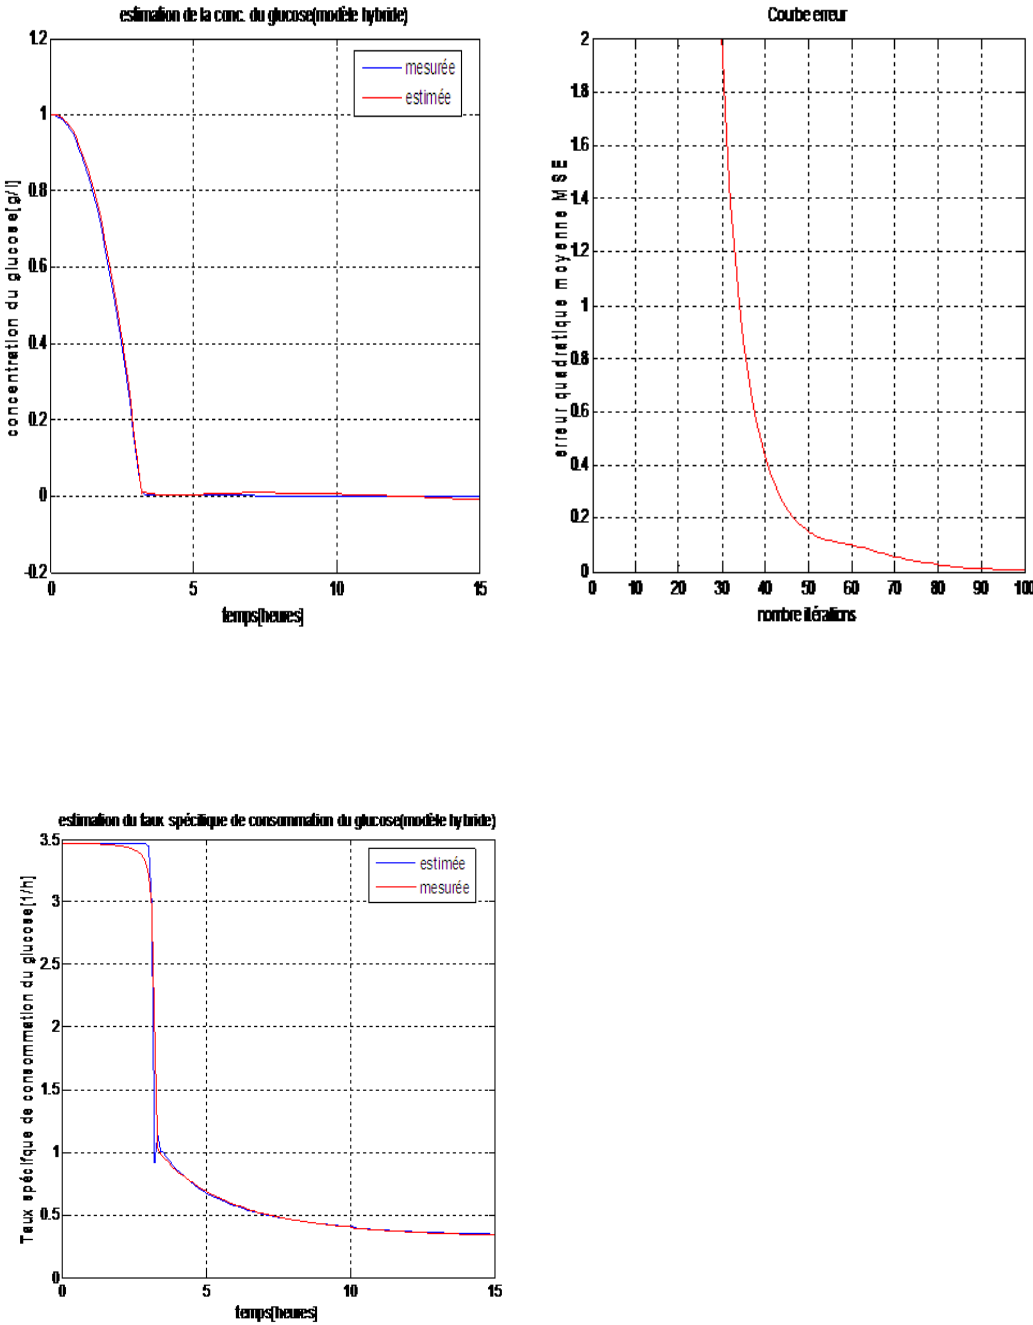 estimation de la conc. du glucose(modèle hybride)
1.2
1
0.8
0.6
0.4
0.2
0
-0.2
concentration du glucose[g/l]
mesurée
estimée
0
5
10
15
temps[heures]
Courbe erreur
2
1.8
1.6
1.4
1.2
1
0.8
0.6
0.4
0.2
0
erreur quadratique moyenne MSE
0 10 20 30 40 50 60 70 80 90 100
nombre itérations
estimation du taux spécifique de consommation du glucose(modèle hybride)
3.5
3
2.5
2
1.5
1
0.5
0
Taux spécifque de consommation du glucose[1/h]
estimée
mesurée
0
5
10
15
temps[heures]